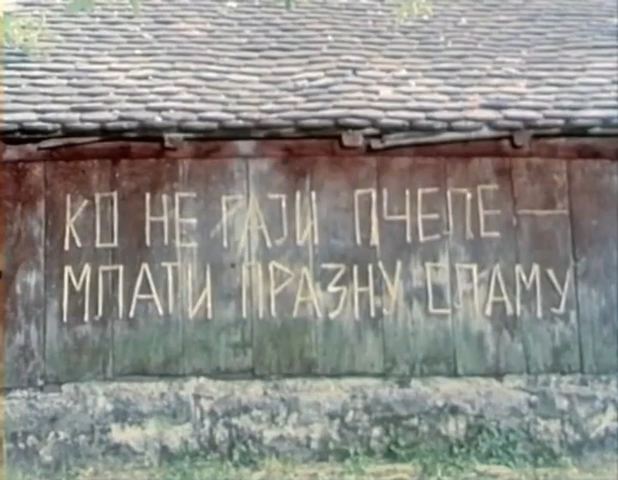 КО НЕ ГАЈИ ПЧЕЛЕ —
МЛАТИ ПРАЗНУ СЛАМУ